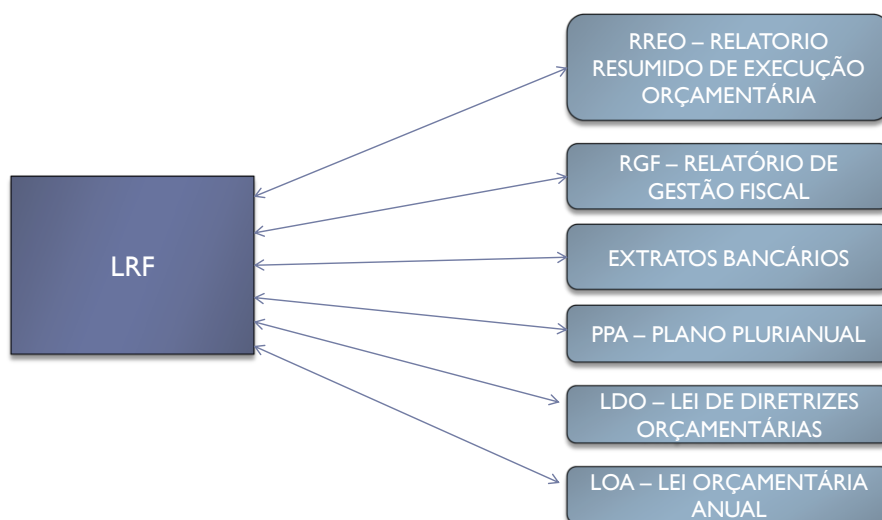 LRF
RREO – RELATORIO
RESUMIDO DE EXECUÇÃO
ORÇAMENTÁRIA
RGF – RELATÓRIO DE
GESTÃO FISCAL
EXTRATOS BANCÁRIOS
PPA – PLANO PLURIANUAL
LDO – LEI DE DIRETRIZES
ORÇAMENTÁRIAS
LOA – LEI ORÇAMENTÁRIA
ANUAL